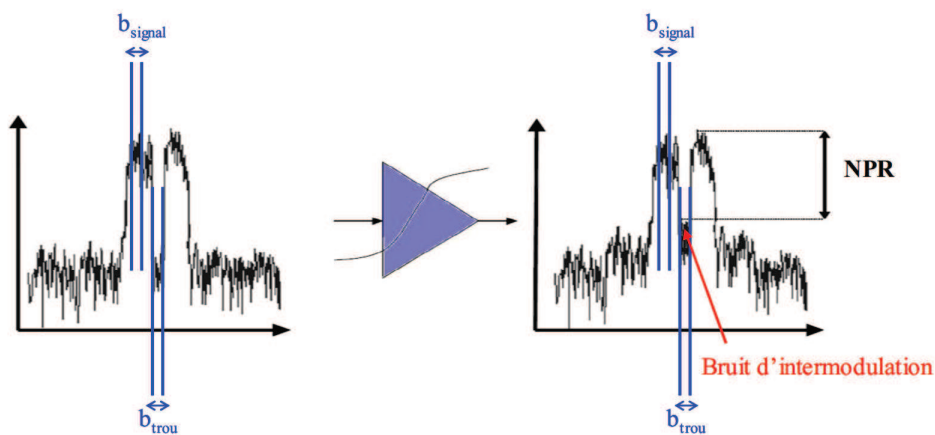 b_signal
b_signal
NPR
Bruit d'intermodulation
b_trou
b_trou